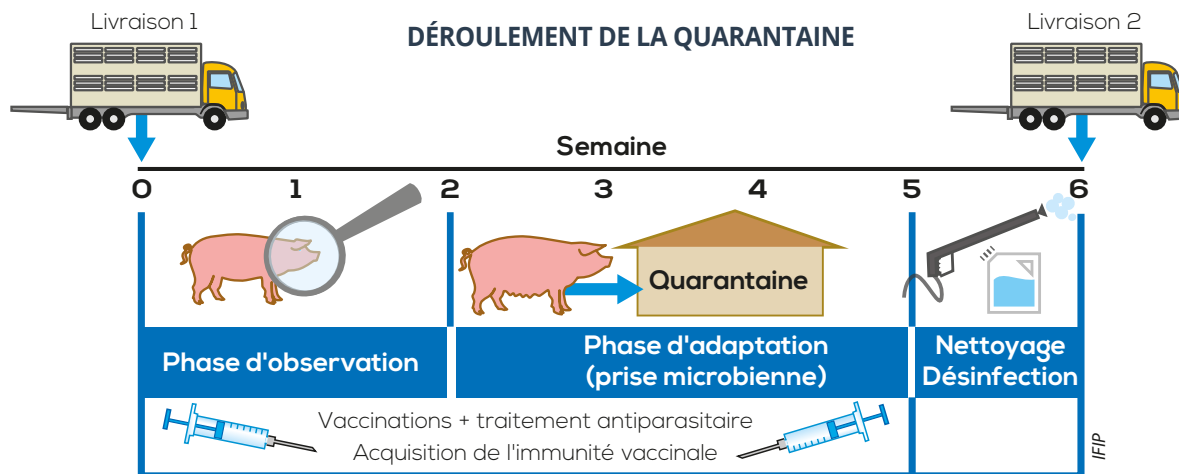 Livraison 1
DÉROULEMENT DE LA QUARANTAINE
Livraison 2
Semaine
0 1 2 3 4 5 6
Quarantaine
Phase d'observation
Phase d'adaptation
(prise microbienne)
Nettoyage
Désinfection
Vaccinations + traitement antiparasitaire
Acquisition de l'immunité vaccinale
IFIP